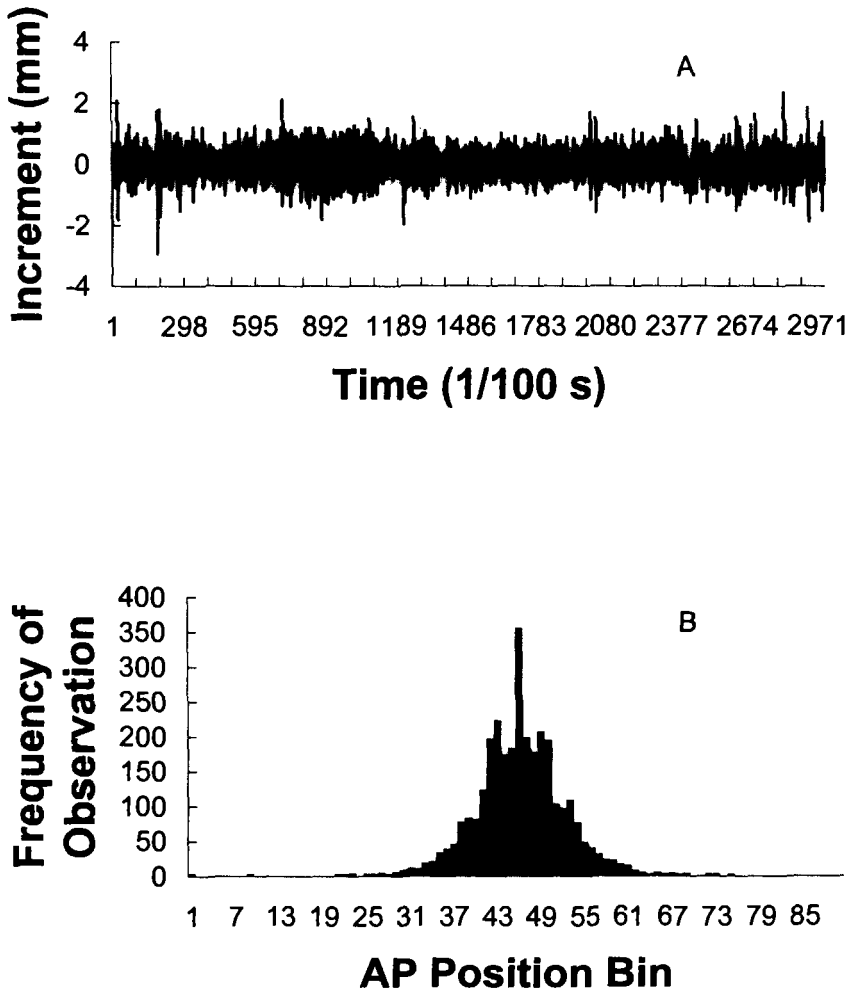 4
A
2
0
-2
-4
Increment (mm)
1 298 595 892 1189 1486 1783 2080 2377 2674 2971
Time (1/100 s)
400
B
350
300
250
200
150
100
50
0
Frequency of
Observation
1 7 13 19 25 31 37 43 49 55 61 67 73 79 85
AP Position Bin